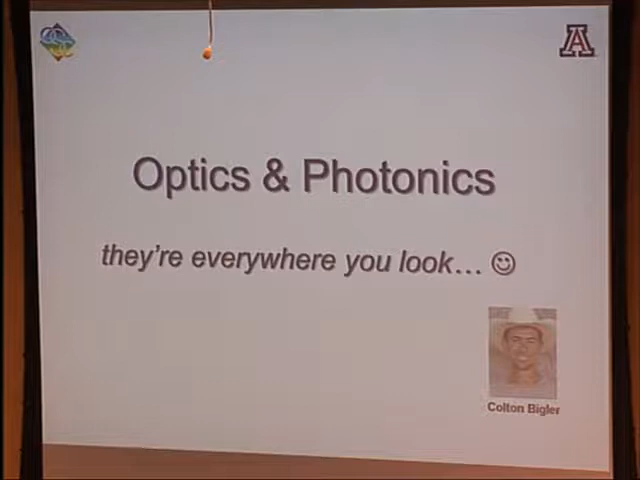 A
Optics & Photonics
they're everywhere you look... ☺
Colton Bigler